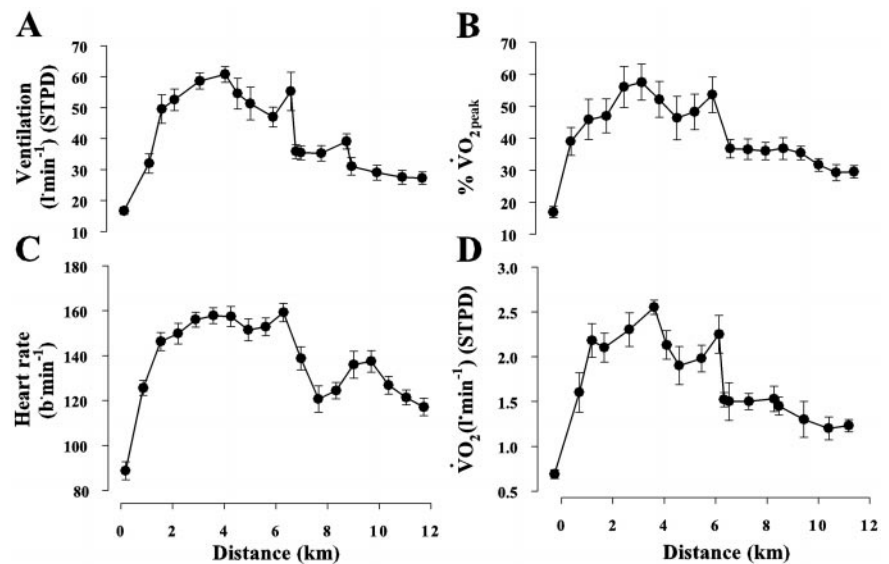 A
Ventilation
(l·min⁻¹) (STPD)
70
60
50
40
30
20
10
B
% V̇O₂peak
70
60
50
40
30
20
10
C
Heart rate
(b·min⁻¹)
180
160
140
120
100
80
0 2 4 6 8 10 12
Distance (km)
D
V̇O₂(l·min⁻¹) (STPD)
3.0
2.5
2.0
1.5
1.0
0.5
0 2 4 6 8 10 12
Distance (km)